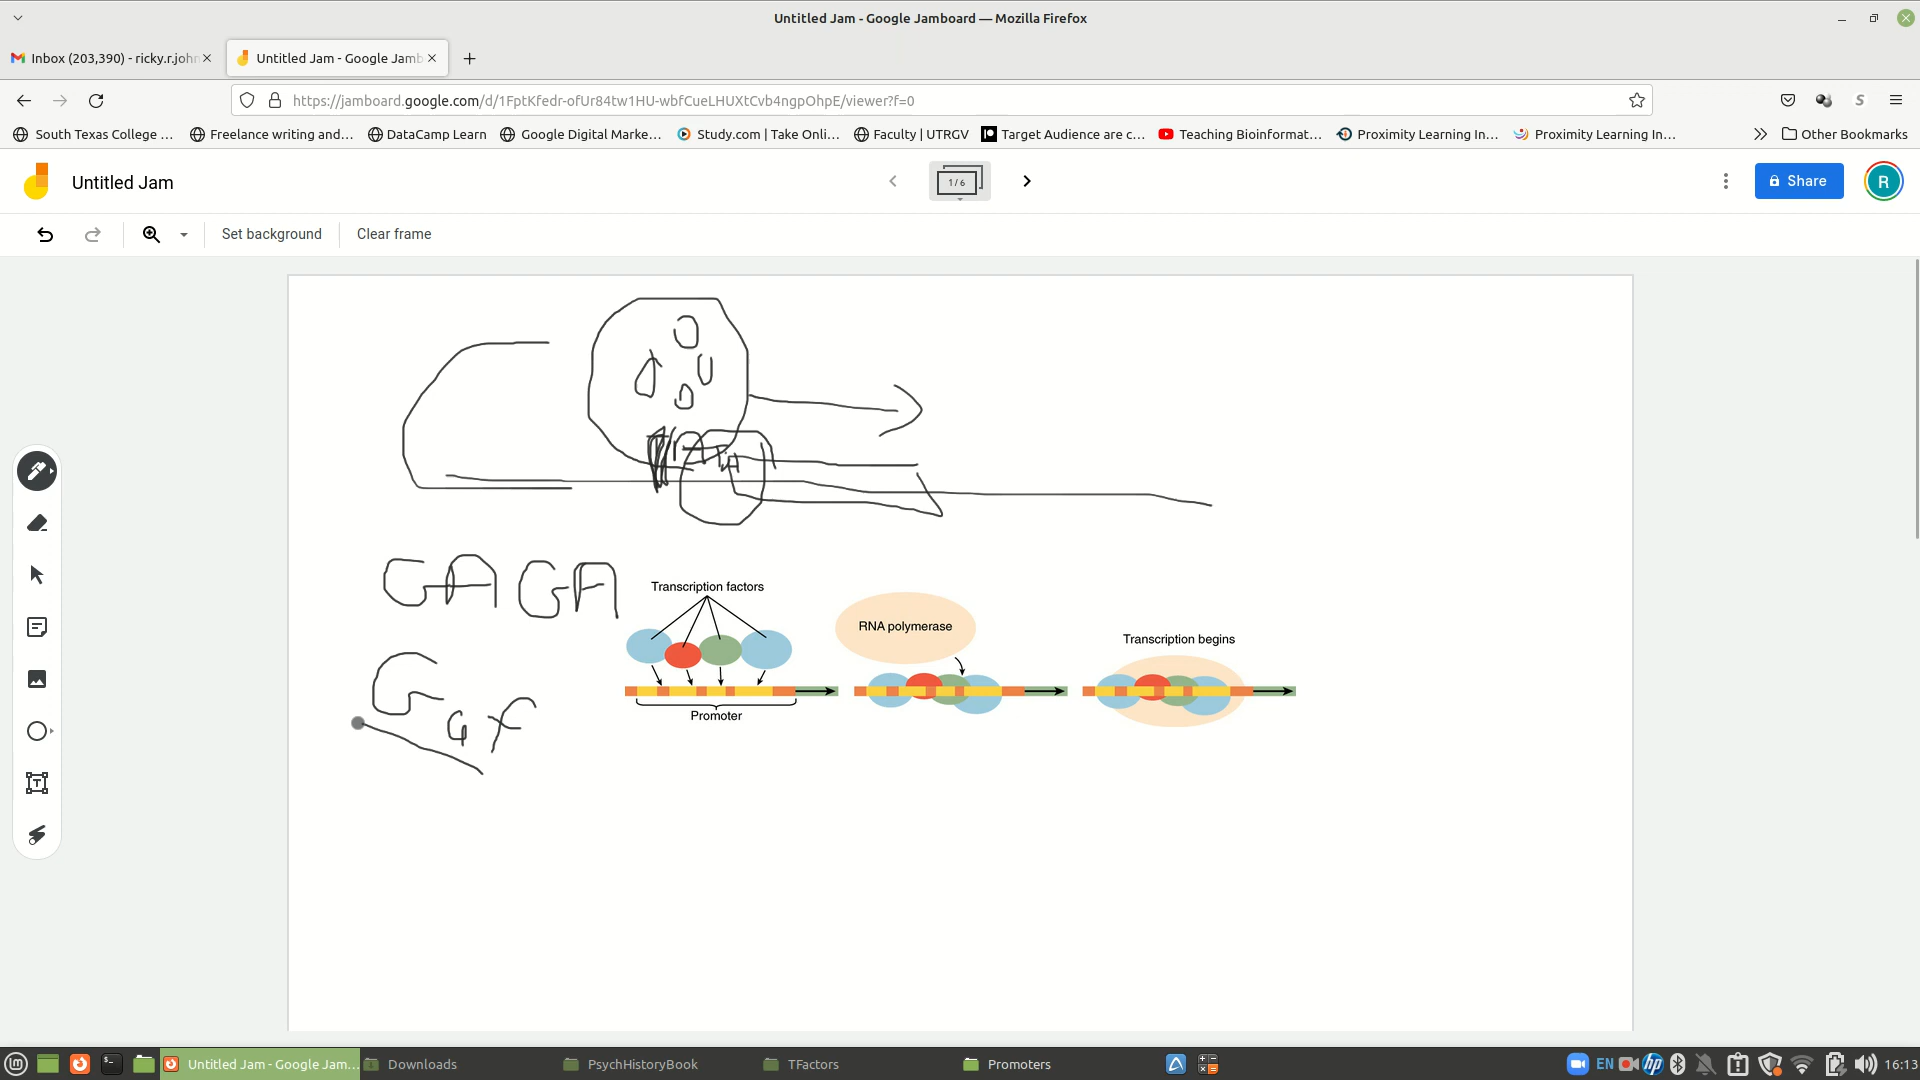 Untitled Jam - Google Jamboard — Mozilla Firefox
Inbox (203,390) - ricky.r.john
Untitled Jam - Google Jamb
https://jamboard.google.com/d/1FptKfedr-ofUr84tw1HU-wbfCueLHUXtCvb4ngpOhpE/viewer?f=0
South Texas College ... Freelance writing and... DataCamp Learn Google Digital Marke... Study.com | Take Onli... Faculty | UTRGV Target Audience are c... Teaching Bioinformat... Proximity Learning In... Proximity Learning In... Other Bookmarks
Untitled Jam
1 / 6
Share
R
Set background Clear frame
GAGA
Transcription factors
RNA polymerase
Transcription begins
Promoter
G
Untitled Jam - Google Jam... Downloads PsychHistoryBook TFactors Promoters EN hp 16:13